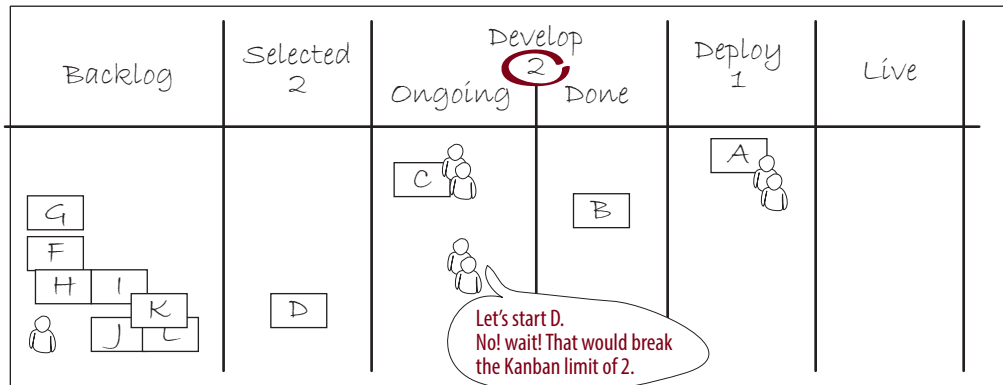 Backlog
Selected
2
Develop
2
Ongoing
Done
Deploy
1
Live
G
F
H
I
K
J
L
D
C
B
A
Let's start D.
No! wait! That would break
the Kanban limit of 2.